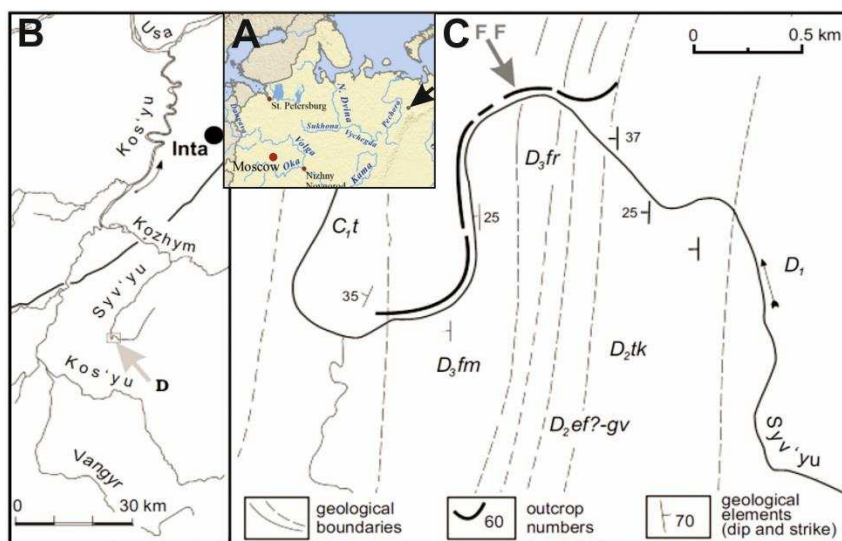 B
Usa
Kos'yu
Inta
Kozhym
Syv'yu
Kos'yu
D
Vangyr
0 30 km
A
St. Petersburg
N. Dvina
Pechora
Sukhona
Vychegda
Volga
Moscow
Oka
Kama
Nizhny
Novgorod
C
F F
0 0.5 km
D₃fr
37
25
25
C₁t
35
D₃fm
D₂tk
D₂ef?-gv
D₁
Syv'yu
geological
boundaries
60
outcrop
numbers
70
geological
elements
(dip and strike)